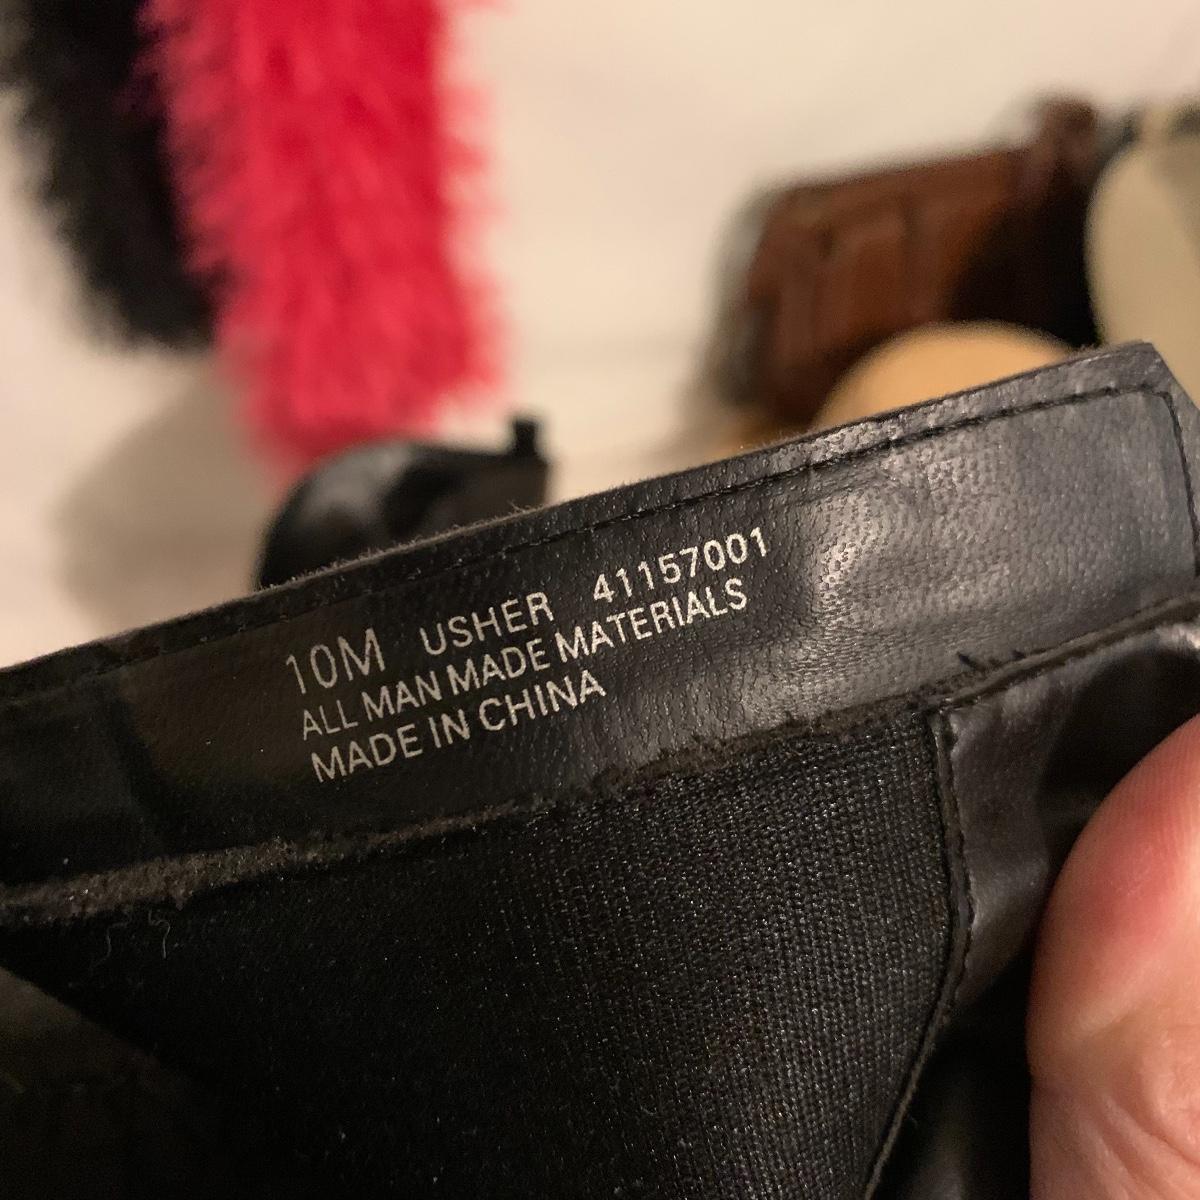 10M USHER 41157001
ALL MAN MADE MATERIALS
MADE IN CHINA